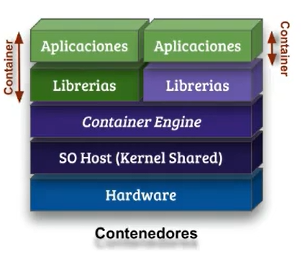 Container
Aplicaciones
Aplicaciones
Container
Librerias
Librerias
Container Engine
SO Host (Kernel Shared)
Hardware
Contenedores